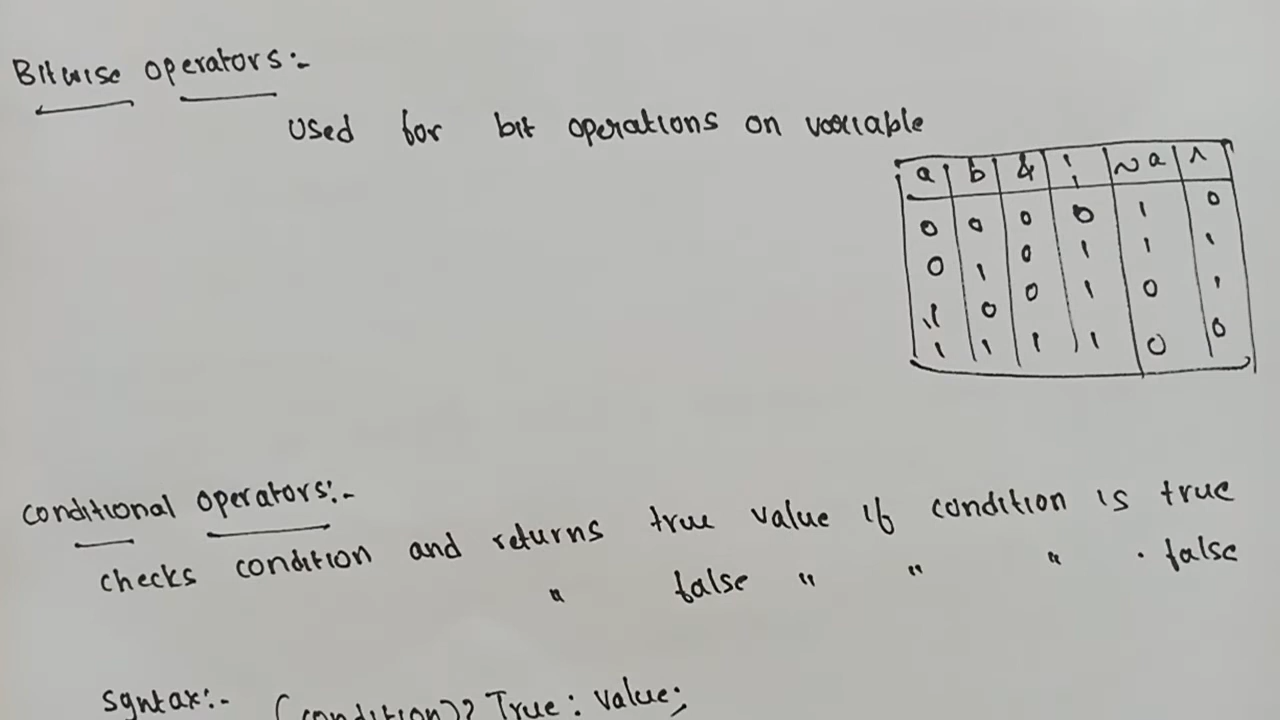 Bitwise operators:-
Used for bit operations on variable
a b & ¦ ~a ^
0 0 0 0 1 0
0 1 0 1 1 1
1 0 0 1 0 1
1 1 1 1 0 0
conditional operators:-
checks condition and returns true value if condition is true
" false " " " . false
syntax:- (condition)? True : value;